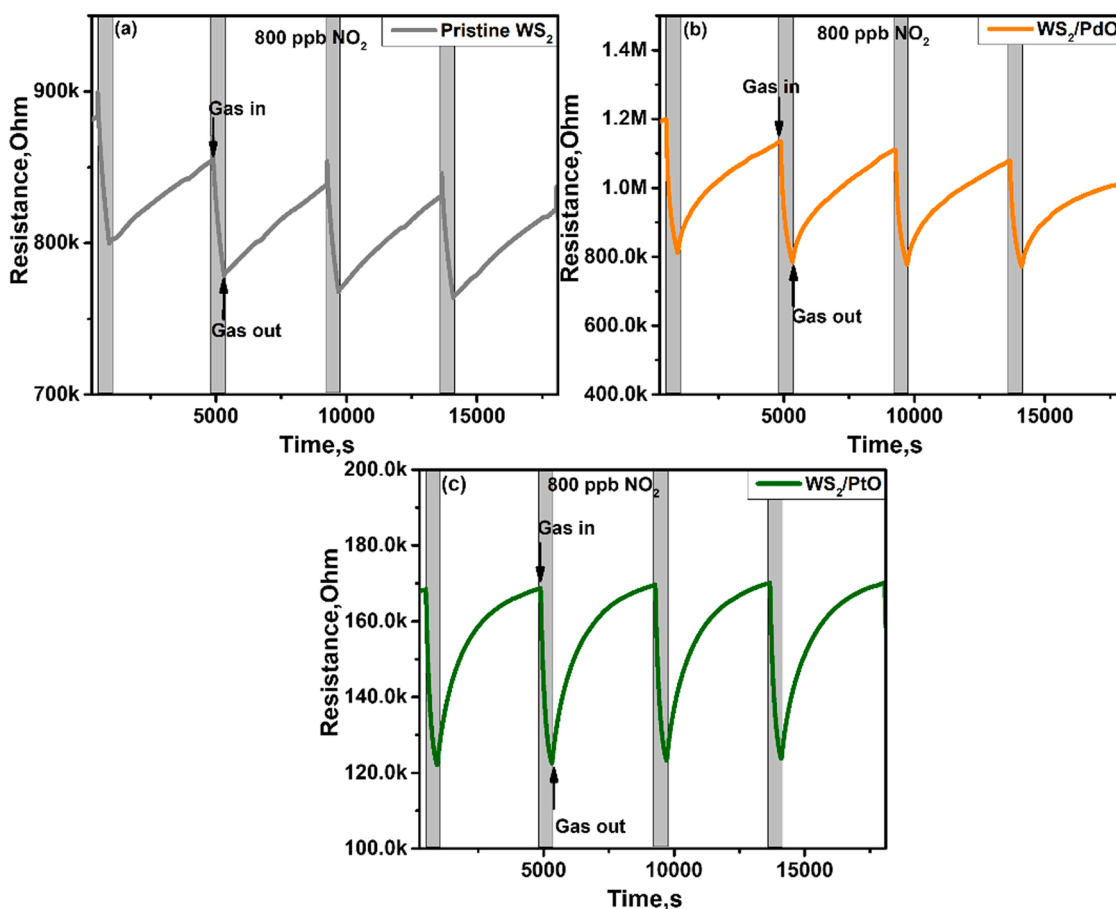 (a)
800 ppb NO₂
Pristine WS₂
900k
800k
700k
Resistance,Ohm
Gas in
Gas out
5000
10000
15000
Time,s
(b)
800 ppb NO₂
WS₂/PdO
1.4M
1.2M
1.0M
800.0k
600.0k
400.0k
Resistance,Ohm
Gas in
Gas out
5000
10000
15000
Time,s
(c)
800 ppb NO₂
WS₂/PtO
200.0k
180.0k
160.0k
140.0k
120.0k
100.0k
Resistance,Ohm
Gas in
Gas out
5000
10000
15000
Time,s